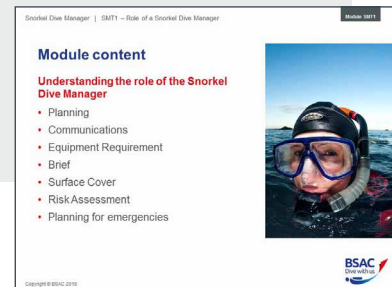 Snorkel Dive Manager | SMT1 – Role of a Snorkel Dive Manager
Module SMT1
Module content
Understanding the role of the Snorkel
Dive Manager
• Planning
• Communications
• Equipment Requirement
• Brief
• Surface Cover
• Risk Assessment
• Planning for emergencies
BSAC
Dive with us
Copyright © BSAC 2018